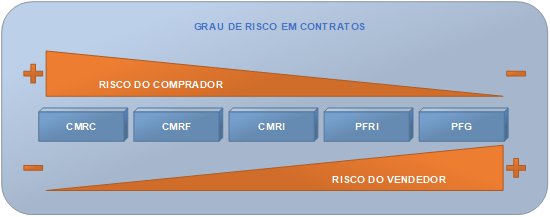 GRAU DE RISCO EM CONTRATOS
+ −
RISCO DO COMPRADOR
CMRC CMRF CMRI PFRI PFG
− +
RISCO DO VENDEDOR